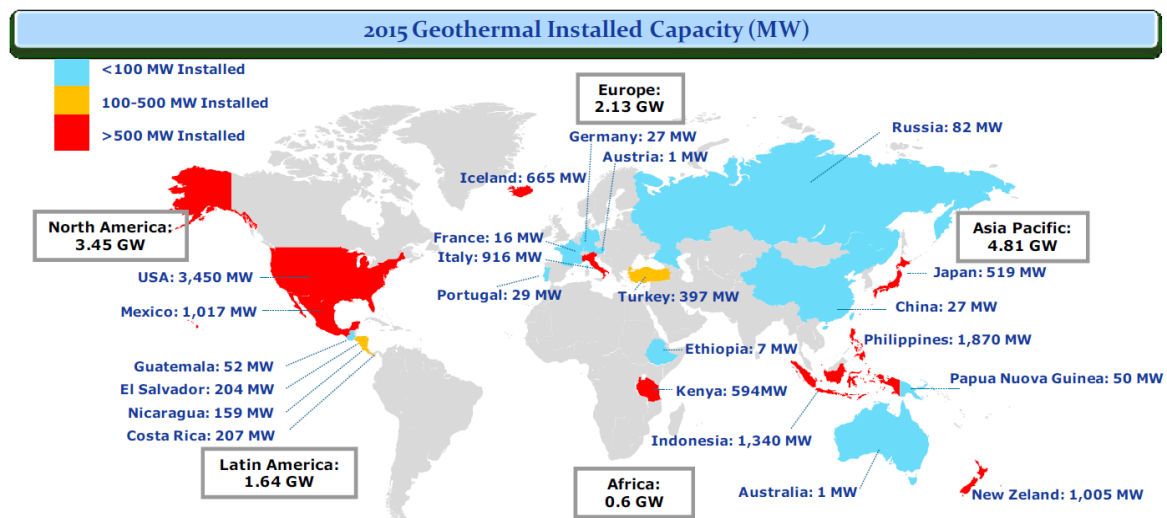 2015 Geothermal Installed Capacity (MW)
<100 MW Installed
100-500 MW Installed
>500 MW Installed
Europe:
2.13 GW
Germany: 27 MW
Austria: 1 MW
Russia: 82 MW
Iceland: 665 MW
North America:
3.45 GW
Asia Pacific:
4.81 GW
France: 16 MW
Italy: 916 MW
USA: 3,450 MW
Japan: 519 MW
Portugal: 29 MW
Turkey: 397 MW
China: 27 MW
Mexico: 1,017 MW
Philippines: 1,870 MW
Ethiopia: 7 MW
Guatemala: 52 MW
Papua Nuova Guinea: 50 MW
El Salvador: 204 MW
Kenya: 594MW
Nicaragua: 159 MW
Costa Rica: 207 MW
Indonesia: 1,340 MW
Latin America:
1.64 GW
Africa:
0.6 GW
Australia: 1 MW
New Zeland: 1,005 MW